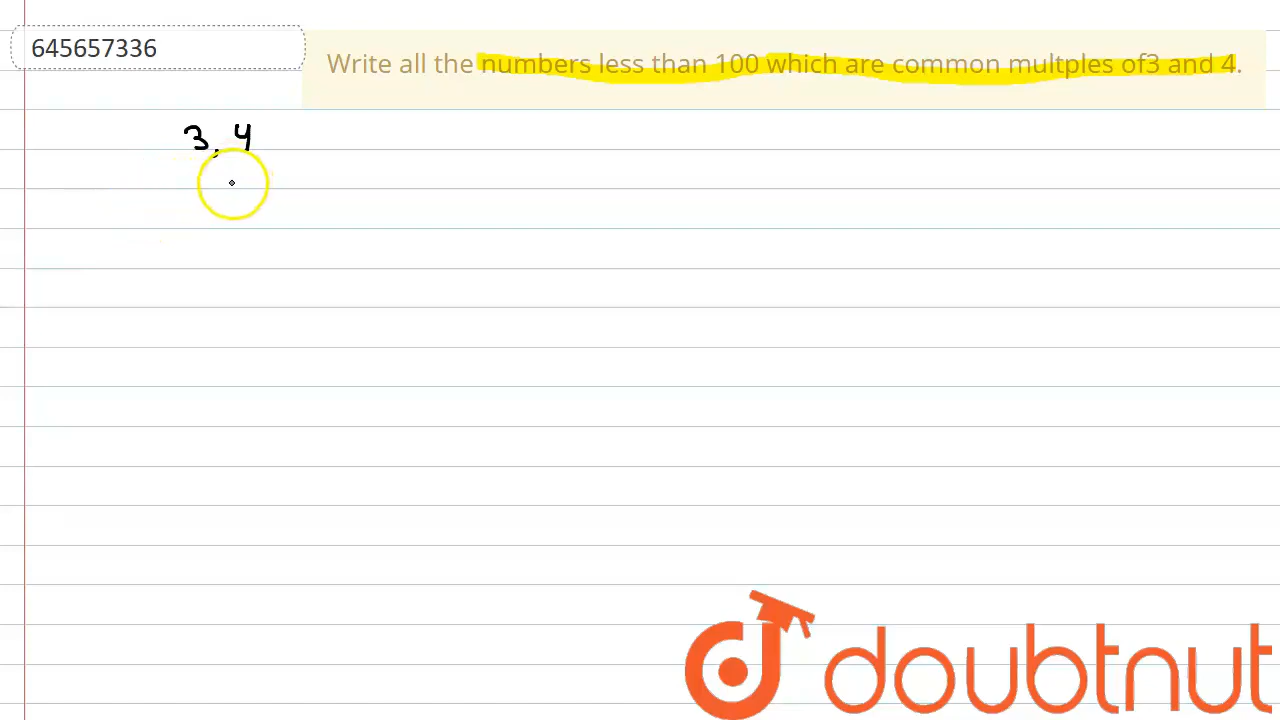 645657336
Write all the numbers less than 100 which are common multples of3 and 4.
3, 4
doubtnut